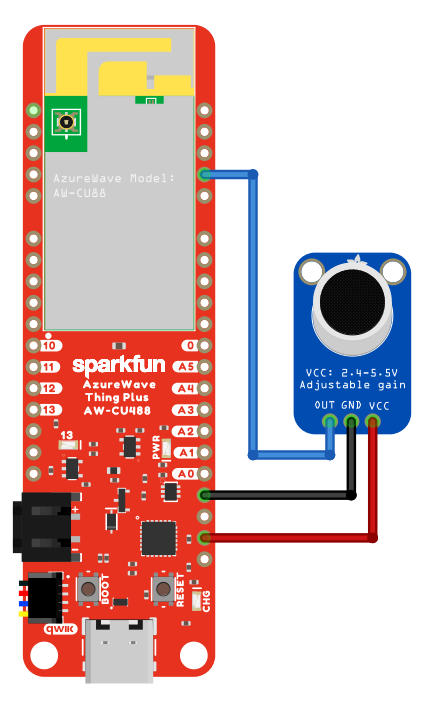 AzureWave Model:
AW-CU88
10
0
11
A5
12
A4
13
A3
sparkfun
AzureWave
Thing Plus
AW-CU488
A2
13
PWR
A1
A0
+
-
BOOT
RESET
CHG
qwiic
VCC: 2.4-5.5V
Adjustable gain
OUT GND VCC